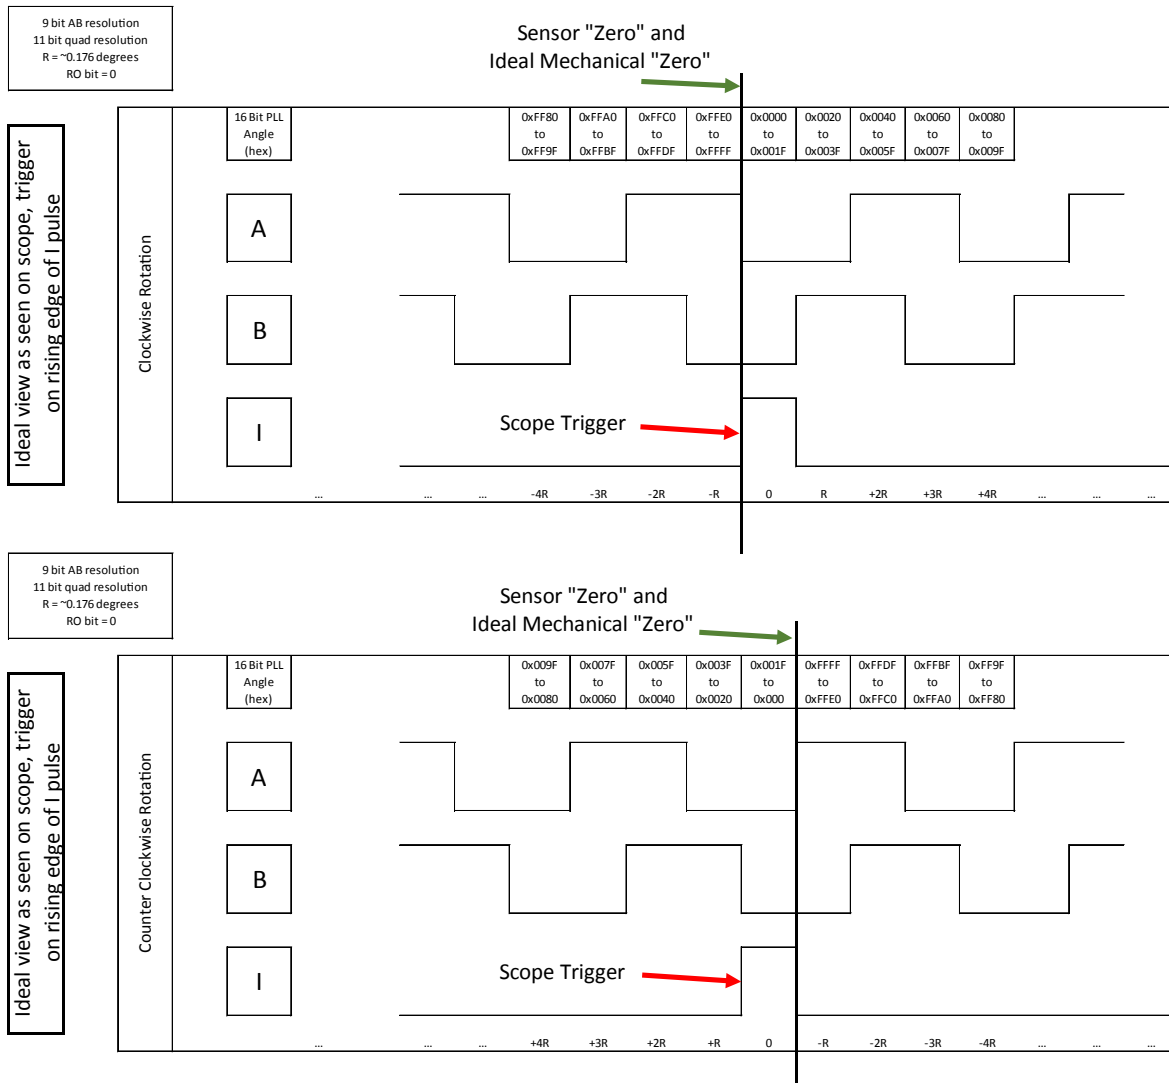 9 bit AB resolution
11 bit quad resolution
R = ~0.176 degrees
RO bit = 0
Sensor "Zero" and
Ideal Mechanical "Zero"
Ideal view as seen on scope, trigger
on rising edge of I pulse
Clockwise Rotation
16 Bit PLL
Angle
(hex)
0xFF80 0xFFA0 0xFFC0 0xFFE0 0x0000 0x0020 0x0040 0x0060 0x0080
to to to to to to to to to
0xFF9F 0xFFBF 0xFFDF 0xFFFF 0x001F 0x003F 0x005F 0x007F 0x009F
A
B
I
Scope Trigger
... ... ... -4R -3R -2R -R 0 R +2R +3R +4R ... ... ...
9 bit AB resolution
11 bit quad resolution
R = ~0.176 degrees
RO bit = 0
Sensor "Zero" and
Ideal Mechanical "Zero"
Ideal view as seen on scope, trigger
on rising edge of I pulse
Counter Clockwise Rotation
16 Bit PLL
Angle
(hex)
0x009F 0x007F 0x005F 0x003F 0x001F 0xFFFF 0xFFDF 0xFFBF 0xFF9F
to to to to to to to to to
0x0080 0x0060 0x0040 0x0020 0x000 0xFFE0 0xFFC0 0xFFA0 0xFF80
A
B
I
Scope Trigger
... ... ... +4R +3R +2R +R 0 -R -2R -3R -4R ... ... ...